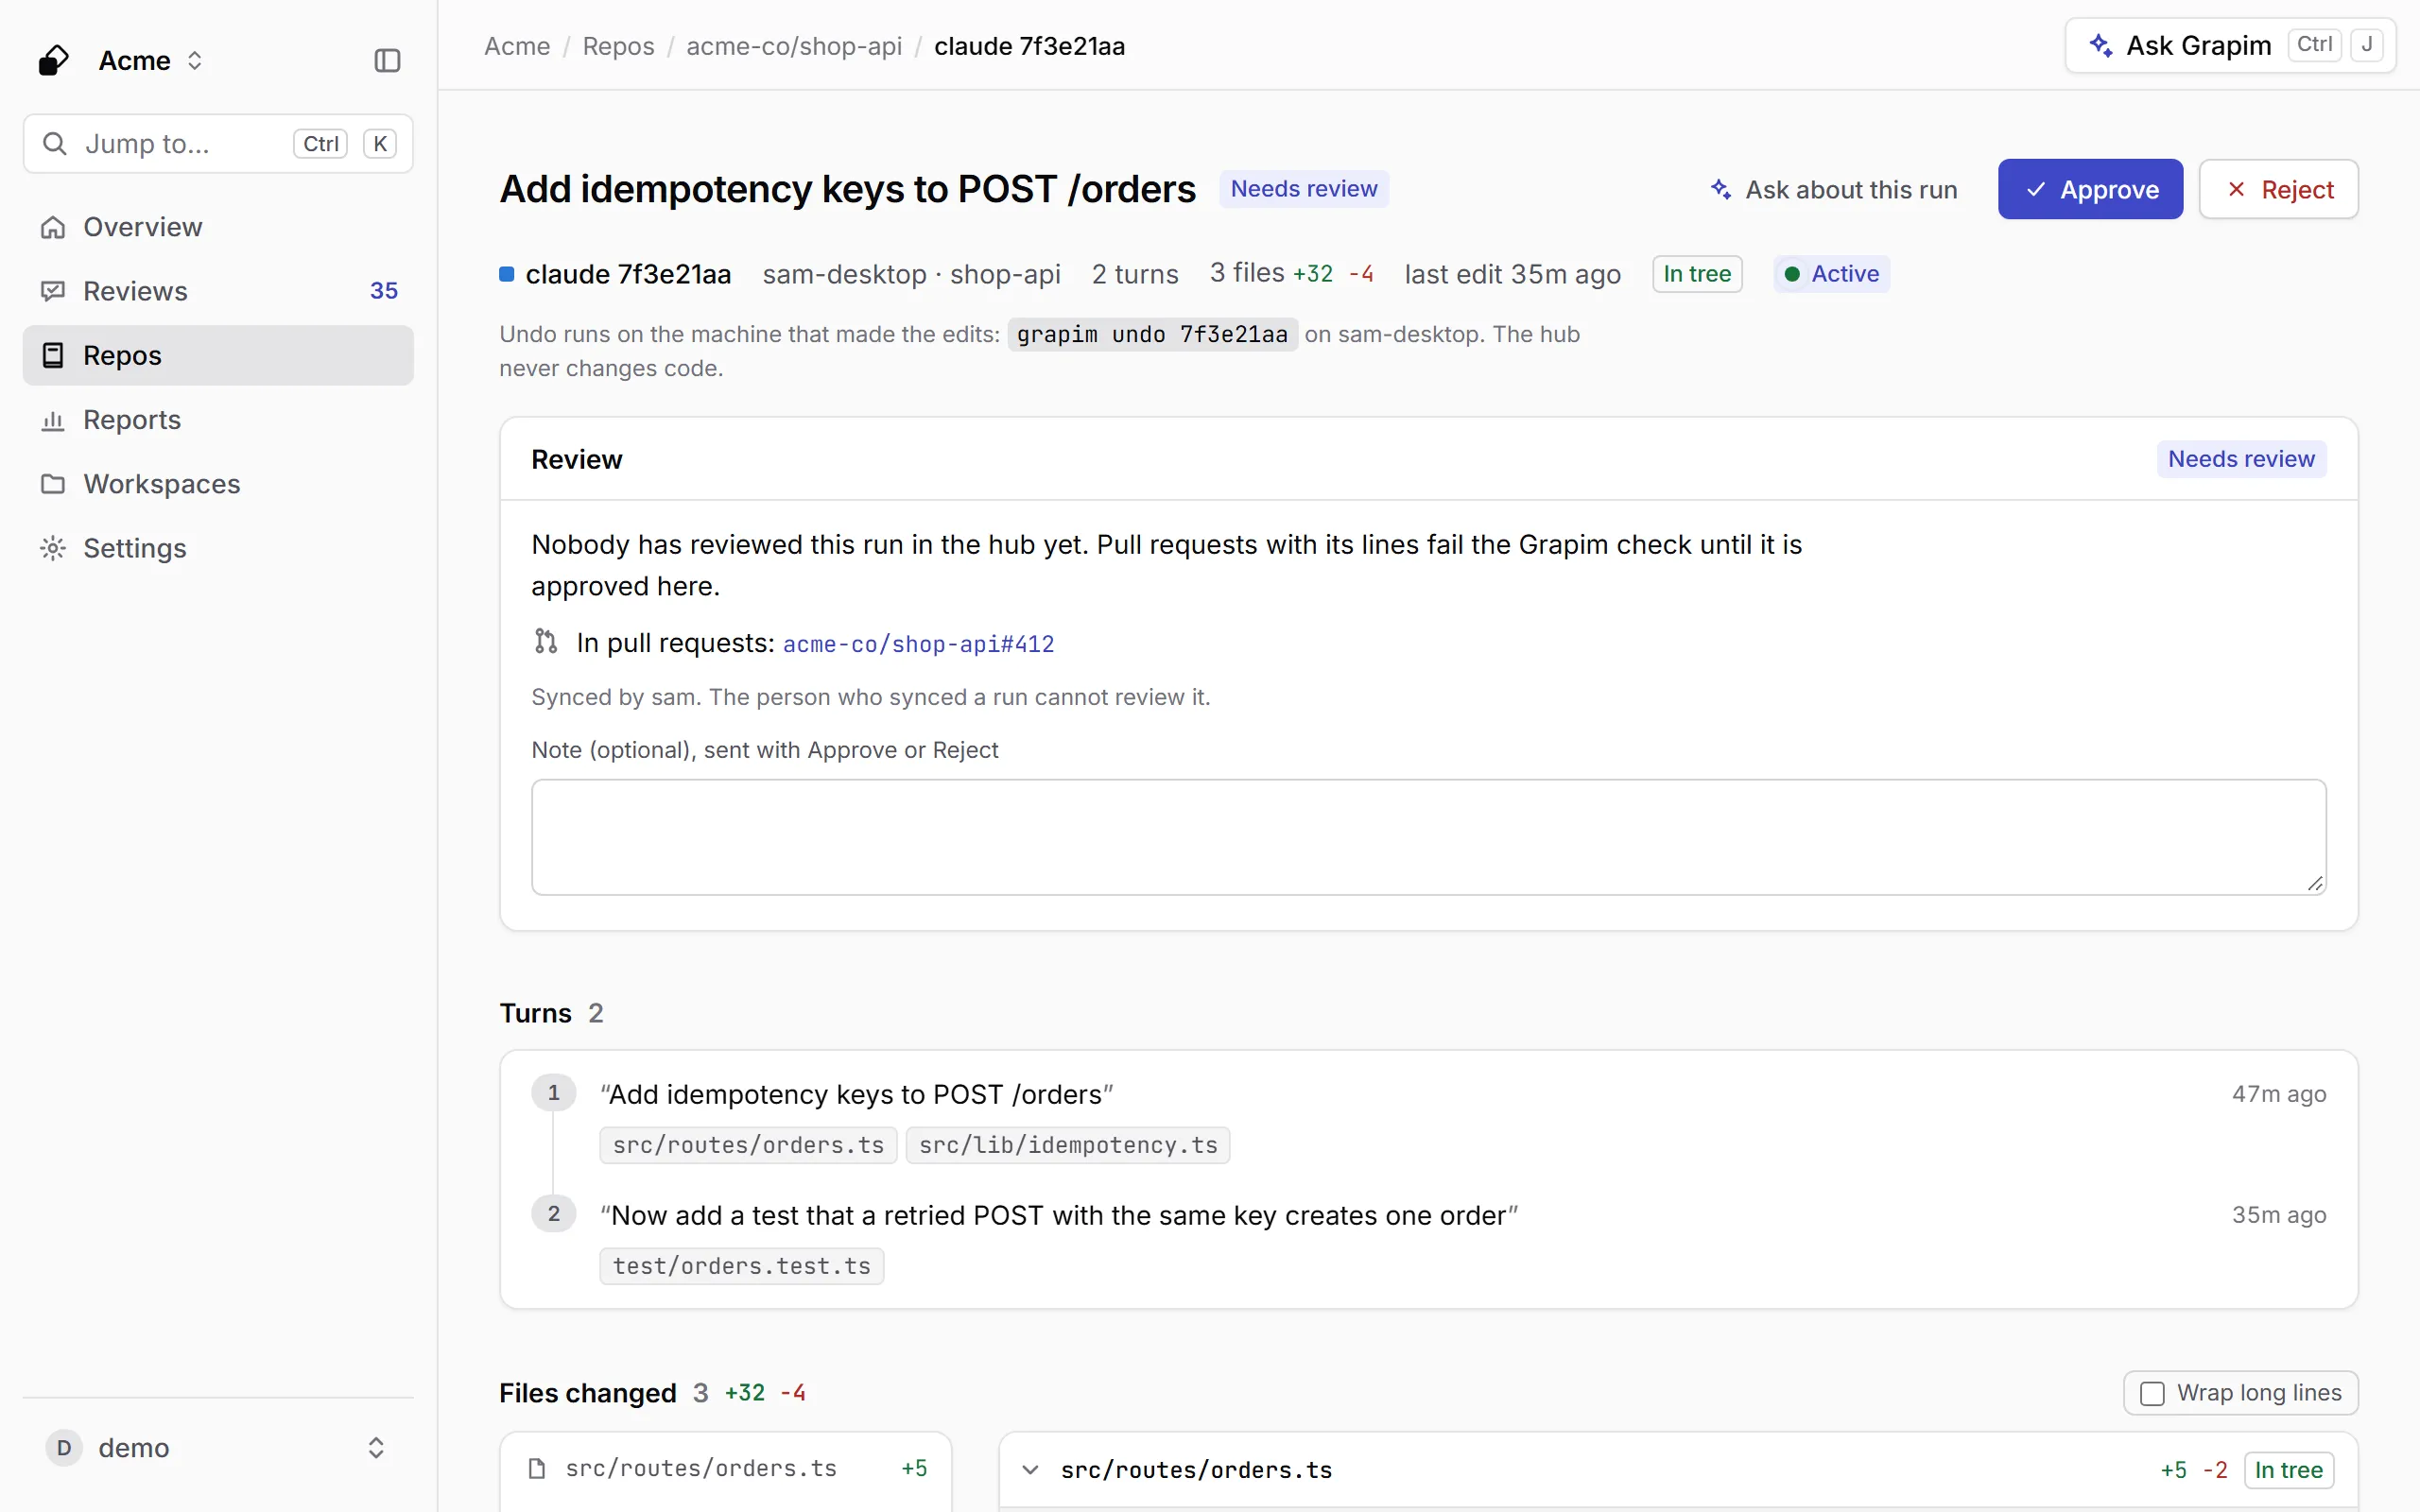 Acme
Jump to... Ctrl K
Overview
Reviews 35
Repos
Reports
Workspaces
Settings
D demo
Acme / Repos / acme-co/shop-api / claude 7f3e21aa
Ask Grapim Ctrl J
Add idempotency keys to POST /orders Needs review
Ask about this run Approve Reject
claude 7f3e21aa sam-desktop · shop-api 2 turns 3 files +32 -4 last edit 35m ago In tree Active
Undo runs on the machine that made the edits: grapim undo 7f3e21aa on sam-desktop. The hub
never changes code.
Review Needs review
Nobody has reviewed this run in the hub yet. Pull requests with its lines fail the Grapim check until it is
approved here.
In pull requests: acme-co/shop-api#412
Synced by sam. The person who synced a run cannot review it.
Note (optional), sent with Approve or Reject
Turns 2
1 “Add idempotency keys to POST /orders” 47m ago
src/routes/orders.ts src/lib/idempotency.ts
2 “Now add a test that a retried POST with the same key creates one order” 35m ago
test/orders.test.ts
Files changed 3 +32 -4 Wrap long lines
src/routes/orders.ts +5
src/routes/orders.ts +5 -2 In tree